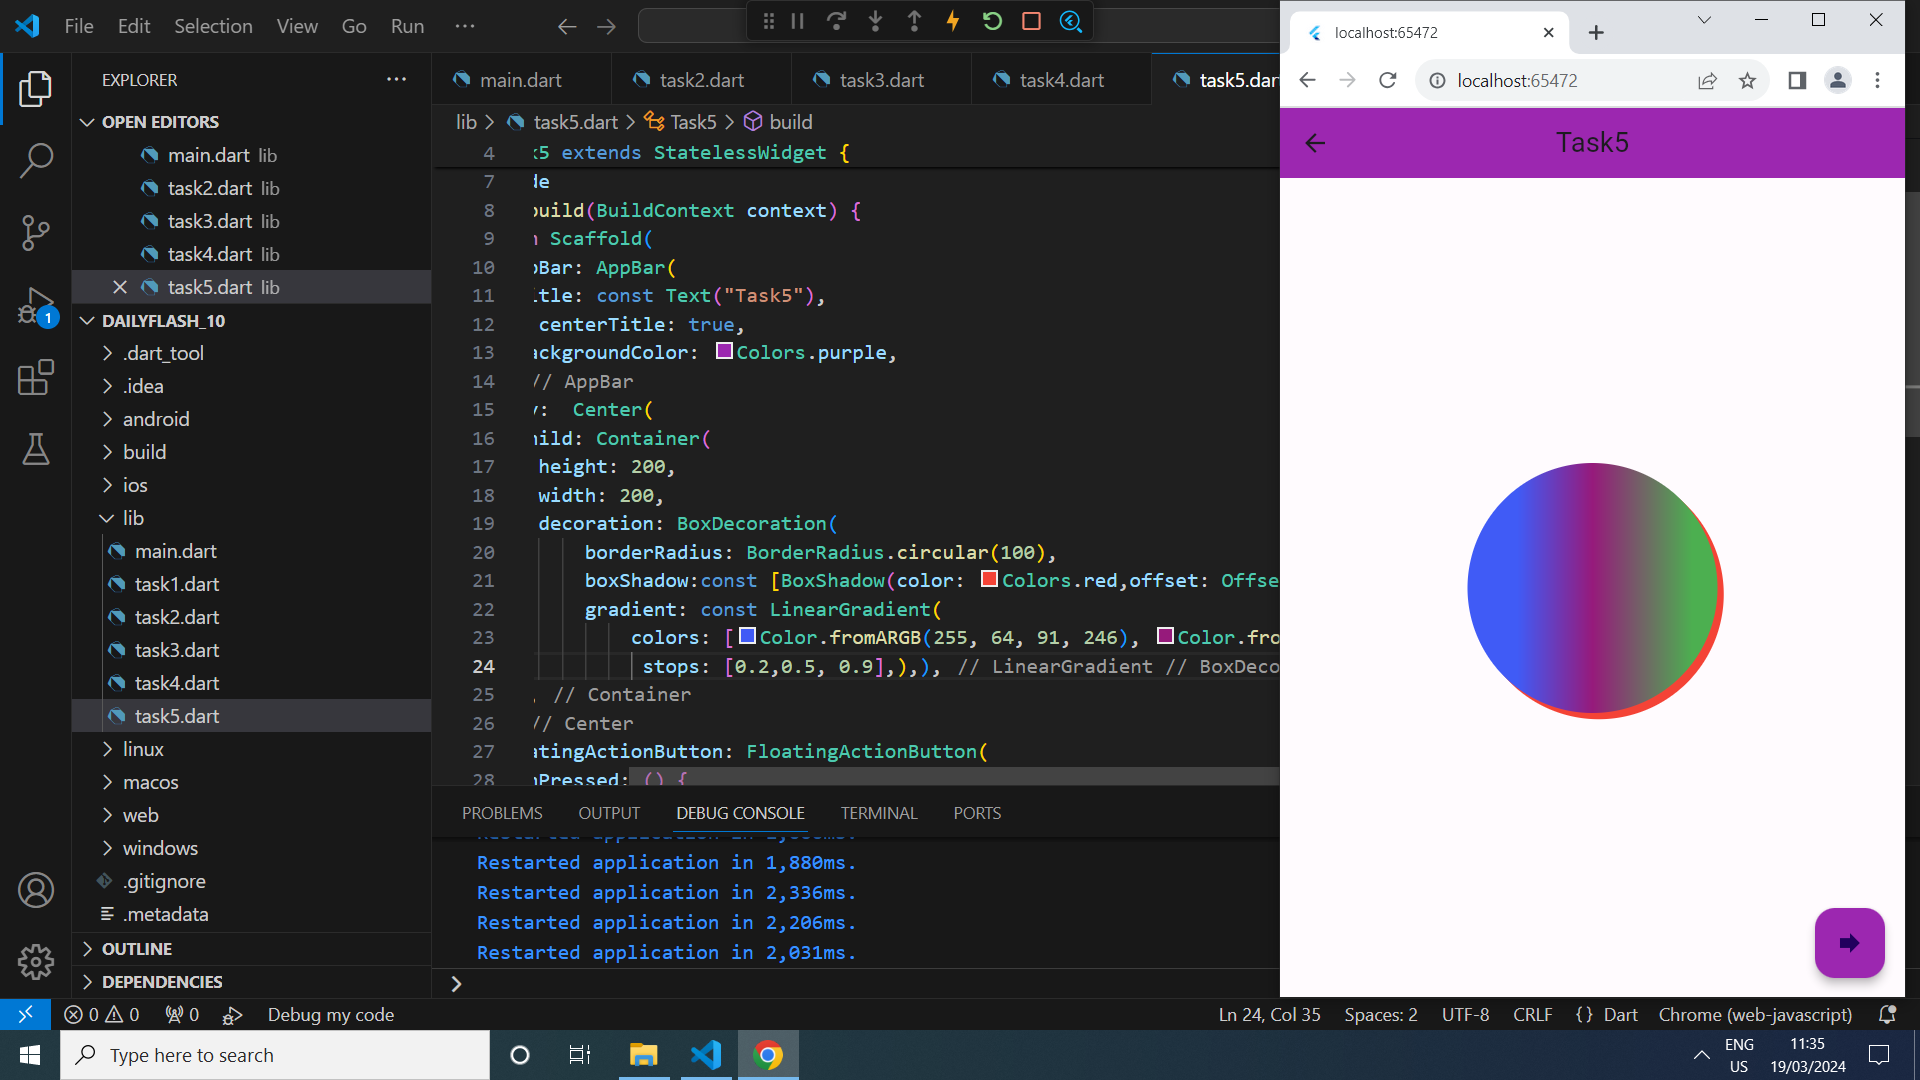 File Edit Selection View Go Run ···
EXPLORER
OPEN EDITORS
main.dart lib
task2.dart lib
task3.dart lib
task4.dart lib
task5.dart lib
DAILYFLASH_10
.dart_tool
.idea
android
build
ios
lib
main.dart
task1.dart
task2.dart
task3.dart
task4.dart
task5.dart
linux
macos
web
windows
.gitignore
.metadata
OUTLINE
DEPENDENCIES
1
main.dart task2.dart task3.dart task4.dart task5.dar
lib > task5.dart > Task5 > build
4 k5 extends StatelessWidget {
7 de
8 build(BuildContext context) {
9 n Scaffold(
10 pBar: AppBar(
11 itle: const Text("Task5"),
12 centerTitle: true,
13 ackgroundColor: Colors.purple,
14 // AppBar
15 y: Center(
16 hild: Container(
17 height: 200,
18 width: 200,
19 decoration: BoxDecoration(
20 borderRadius: BorderRadius.circular(100),
21 boxShadow:const [BoxShadow(color: Colors.red,offset: Offse
22 gradient: const LinearGradient(
23 colors: [Color.fromARGB(255, 64, 91, 246), Color.fro
24 stops: [0.2,0.5, 0.9],),), // LinearGradient // BoxDeco
25 , // Container
26 // Center
27 atingActionButton: FloatingActionButton(
28 nPressed: () {
PROBLEMS OUTPUT DEBUG CONSOLE TERMINAL PORTS
Restarted application in 1,880ms.
Restarted application in 2,336ms.
Restarted application in 2,206ms.
Restarted application in 2,031ms.
localhost:65472
localhost:65472
Task5
0 0 0 Debug my code
Ln 24, Col 35 Spaces: 2 UTF-8 CRLF {} Dart Chrome (web-javascript)
Type here to search
ENG
US
11:35
19/03/2024